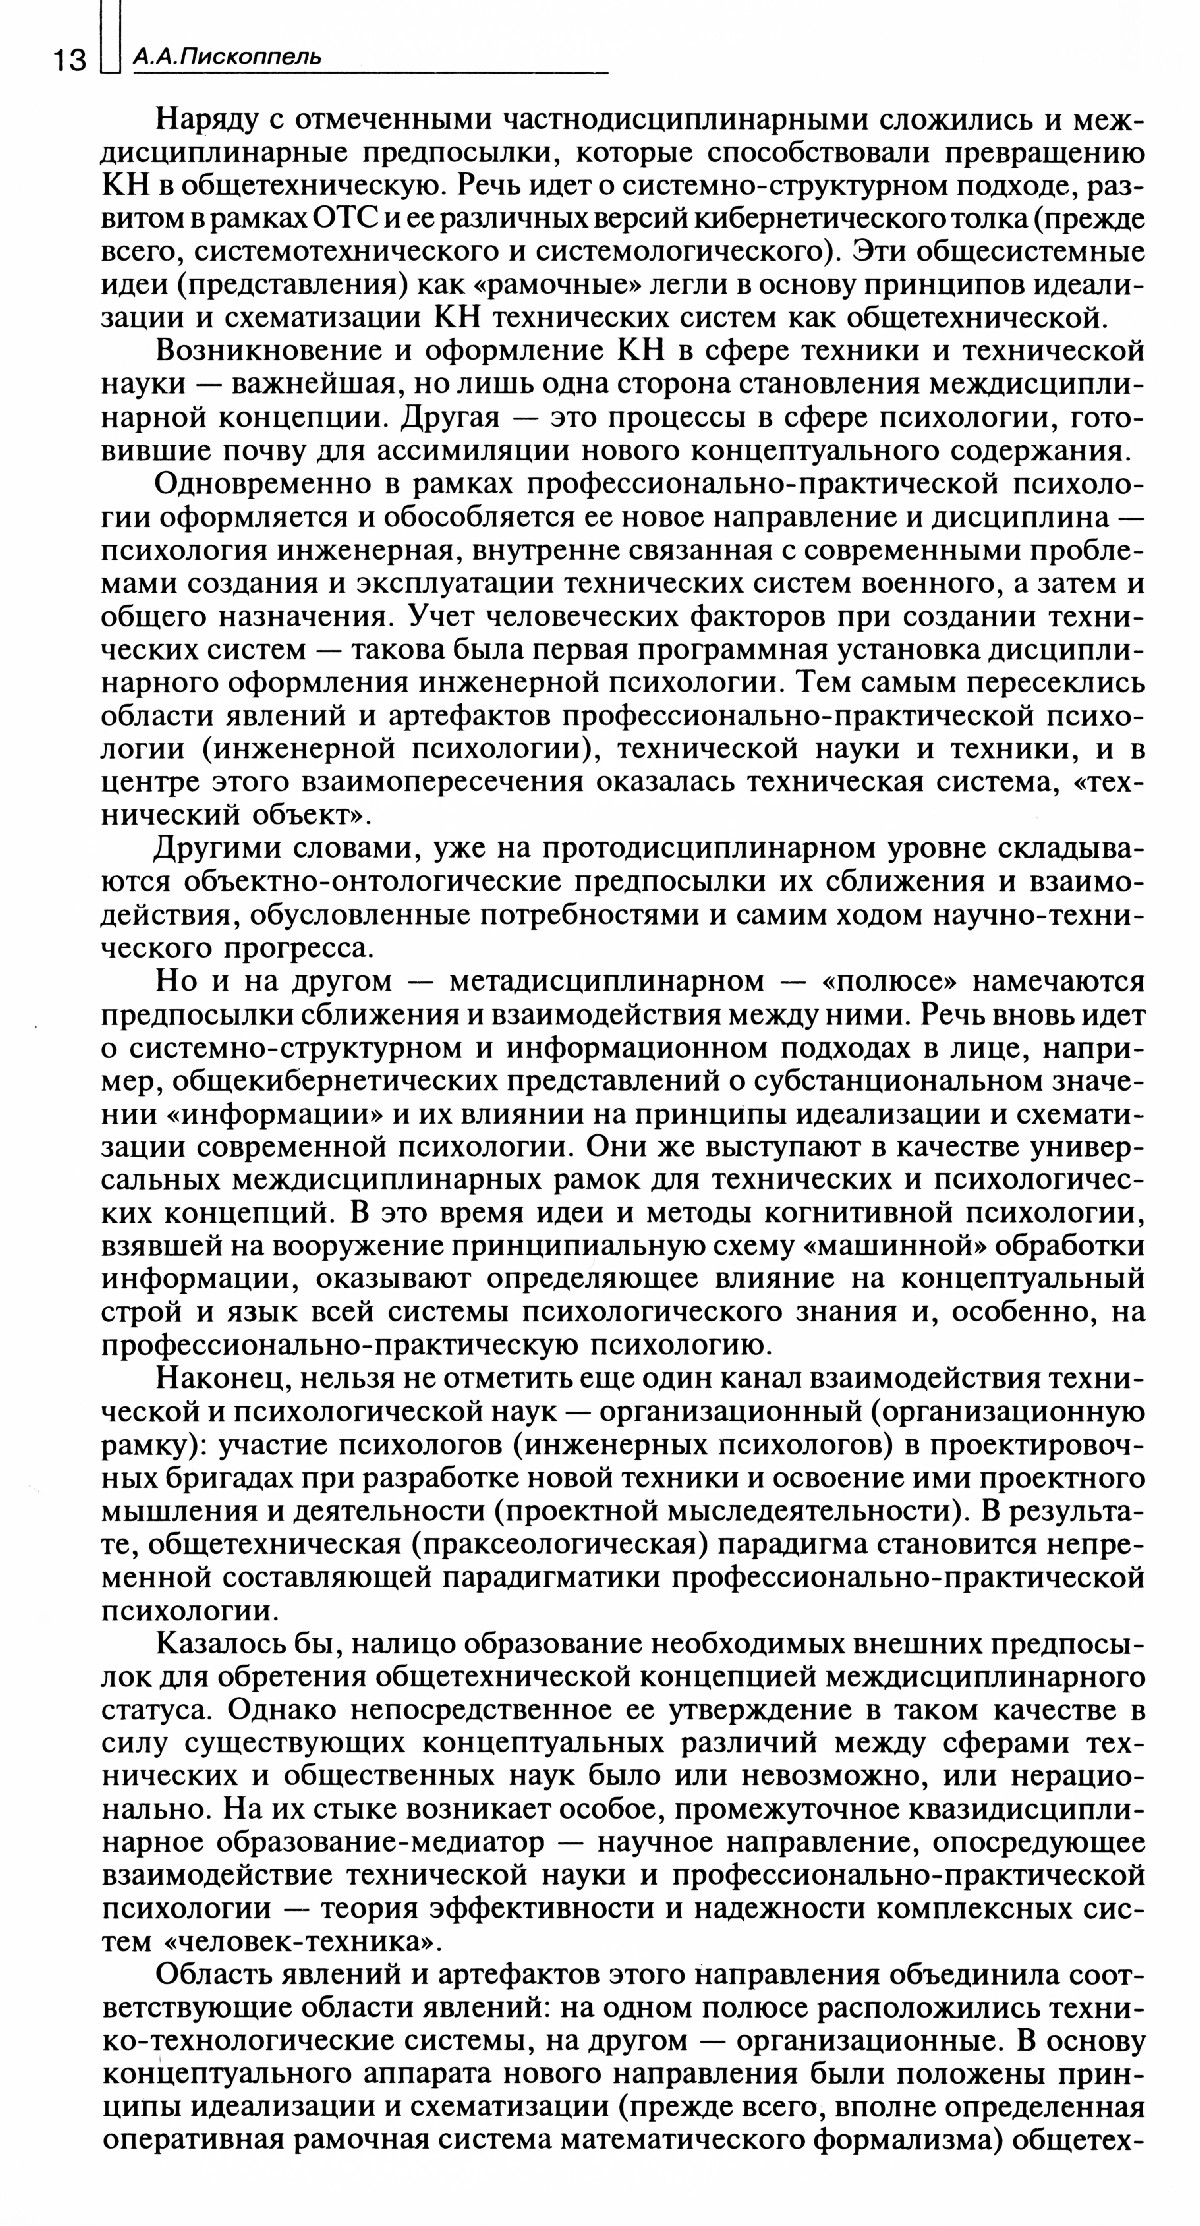 13
А.А.Пископпель
Наряду с отмеченными частнодисциплинарными сложились и меж-
дисциплинарные предпосылки, которые способствовали превращению
КН в общетехническую. Речь идет о системно-структурном подходе, раз-
витом в рамках ОТС и ее различных версий кибернетического толка (прежде
всего, системотехнического и системологического). Эти общесистемные
идеи (представления) как «рамочные» легли в основу принципов идеали-
зации и схематизации КН технических систем как общетехнической.
Возникновение и оформление КН в сфере техники и технической
науки — важнейшая, но лишь одна сторона становления междисципли-
нарной концепции. Другая — это процессы в сфере психологии, гото-
вившие почву для ассимиляции нового концептуального содержания.
Одновременно в рамках профессионально-практической психоло-
гии оформляется и обособляется ее новое направление и дисциплина —
психология инженерная, внутренне связанная с современными пробле-
мами создания и эксплуатации технических систем военного, а затем и
общего назначения. Учет человеческих факторов при создании техни-
ческих систем — такова была первая программная установка дисципли-
нарного оформления инженерной психологии. Тем самым пересеклись
области явлений и артефактов профессионально-практической психо-
логии (инженерной психологии), технической науки и техники, и в
центре этого взаимопересечения оказалась техническая система, «тех-
нический объект».
Другими словами, уже на протодисциплинарном уровне складыва-
ются объектно-онтологические предпосылки их сближения и взаимо-
действия, обусловленные потребностями и самим ходом научно-техни-
ческого прогресса.
Но и на другом — метадисциплинарном — «полюсе» намечаются
предпосылки сближения и взаимодействия между ними. Речь вновь идет
о системно-структурном и информационном подходах в лице, напри-
мер, общекибернетических представлений о субстанциональном значе-
нии «информации» и их влиянии на принципы идеализации и схемати-
зации современной психологии. Они же выступают в качестве универ-
сальных междисциплинарных рамок для технических и психологичес-
ких концепций. В это время идеи и методы когнитивной психологии,
взявшей на вооружение принципиальную схему «машинной» обработки
информации, оказывают определяющее влияние на концептуальный
строй и язык всей системы психологического знания и, особенно, на
профессионально-практическую психологию.
Наконец, нельзя не отметить еще один канал взаимодействия техни-
ческой и психологической наук — организационный (организационную
рамку): участие психологов (инженерных психологов) в проектировоч-
ных бригадах при разработке новой техники и освоение ими проектного
мышления и деятельности (проектной мыследеятельности). В результа-
те, общетехническая (праксеологическая) парадигма становится непре-
менной составляющей парадигматики профессионально-практической
психологии.
Казалось бы, налицо образование необходимых внешних предпосы-
лок для обретения общетехнической концепцией междисциплинарного
статуса. Однако непосредственное ее утверждение в таком качестве в
силу существующих концептуальных различий между сферами тех-
нических и общественных наук было или невозможно, или нерацио-
нально. На их стыке возникает особое, промежуточное квазидисципли-
нарное образование-медиатор — научное направление, опосредующее
взаимодействие технической науки и профессионально-практической
психологии — теория эффективности и надежности комплексных сис-
тем «человек-техника».
Область явлений и артефактов этого направления объединила соот-
ветствующие области явлений: на одном полюсе расположились техни-
ко-технологические системы, на другом — организационные. В основу
концептуального аппарата нового направления были положены прин-
ципы идеализации и схематизации (прежде всего, вполне определенная
оперативная рамочная система математического формализма) общетех-